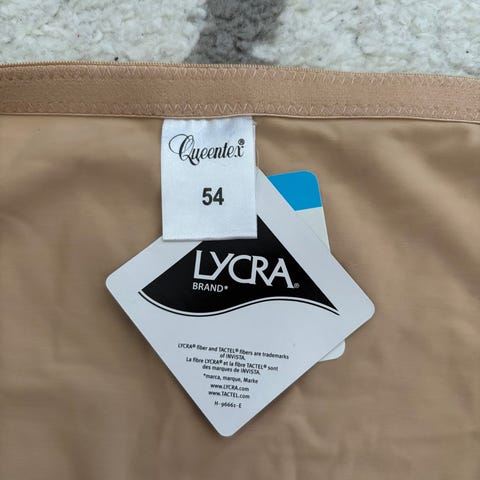 Queentex
54
LYCRA®
BRAND*
LYCRA® fiber and TACTEL® fibers are trademarks
of INVISTA.
La fibre LYCRA® et la fibre TACTEL® sont
des marques de INVISTA.
*marca, marque, Marke
www.LYCRA.com
www.TACTEL.com
H-96661-E